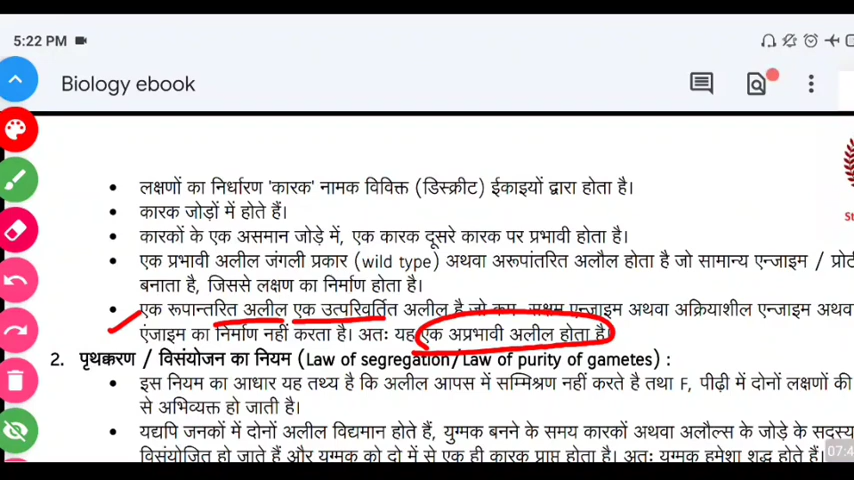 5:22 PM
Biology ebook
• लक्षणों का निर्धारण 'कारक' नामक विविक्त (डिस्क्रीट) ईकाइयों द्वारा होता है।
• कारक जोड़ों में होते हैं।
• कारकों के एक असमान जोड़े में, एक कारक दूसरे कारक पर प्रभावी होता है।
• एक प्रभावी अलील जंगली प्रकार (wild type) अथवा अरूपांतरित अलौल होता है जो सामान्य एन्जाइम / प्रोटी
बनाता है, जिससे लक्षण का निर्माण होता है।
• एक रूपान्तरित अलील एक उत्परिवर्तित अलील है जो कम सक्षम एन्जाइम अथवा अक्रियाशील एन्जाइम अथव
एंजाइम का निर्माण नहीं करता है। अतः यह एक अप्रभावी अलील होता है।
2. पृथक्करण / विसंयोजन का नियम (Law of segregation/Law of purity of gametes) :
• इस नियम का आधार यह तथ्य है कि अलील आपस में सम्मिश्रण नहीं करते है तथा F, पीढ़ी में दोनों लक्षणों की
से अभिव्यक्त हो जाती है।
• यद्यपि जनकों में दोनों अलील विद्यमान होते हैं, युग्मक बनने के समय कारकों अथवा अलौल्स के जोड़े के सदस्य
विसंयोजित हो जाते हैं और युग्मक को दो में से एक ही कारक प्राप्त होता है। अतः युग्मक हमेशा शुद्ध होते हैं।